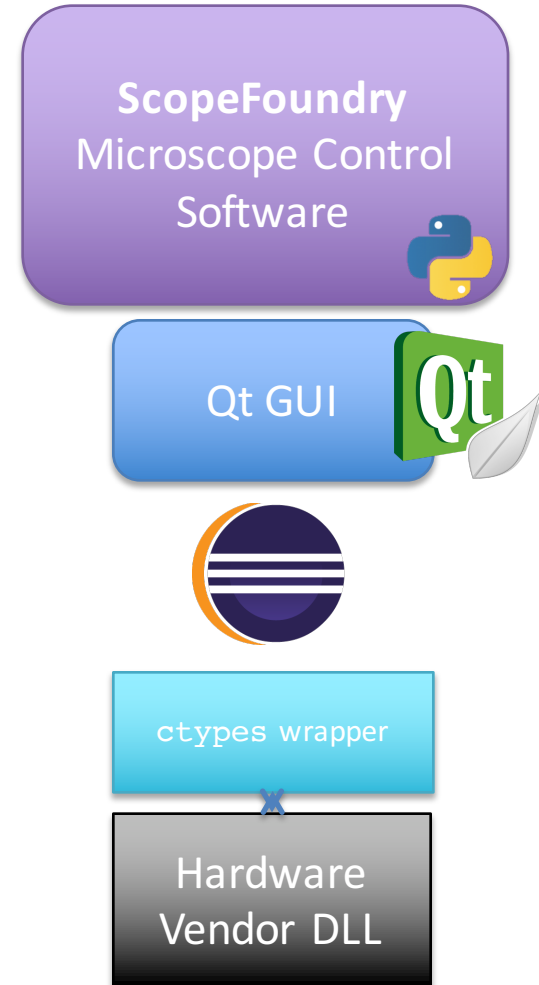 ScopeFoundry
Microscope Control
Software
Qt GUI
Qt
ctypes wrapper
Hardware
Vendor DLL